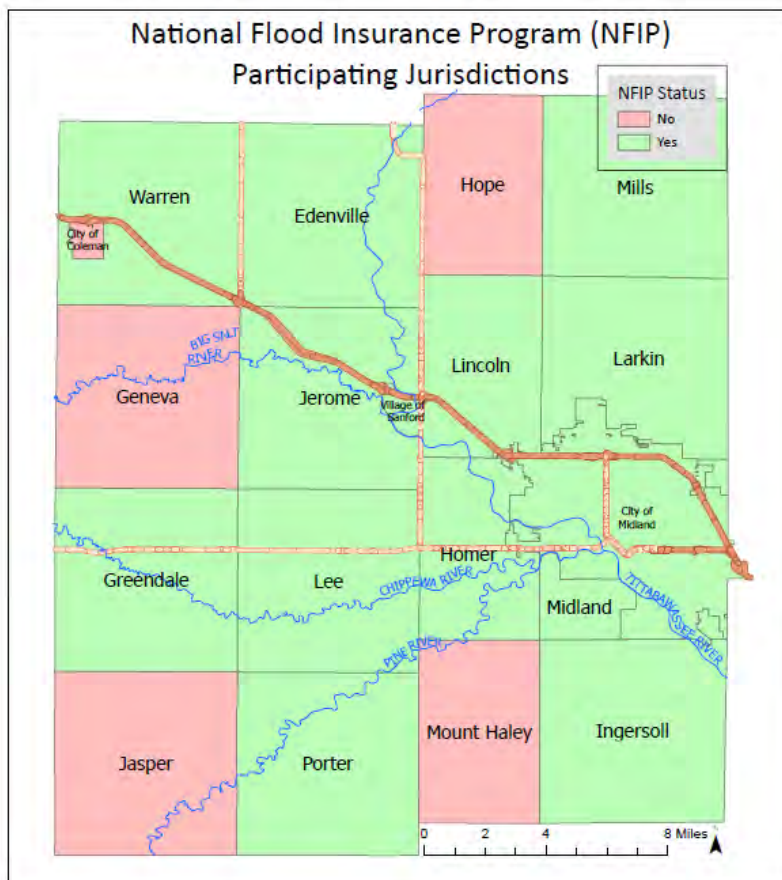 National Flood Insurance Program (NFIP)
Participating Jurisdictions
NFIP Status
No
Yes
Warren
Edenville
Hope
Mills
City of
Coleman
BIG SALT
RIVER
Geneva
Jerome
Lincoln
Larkin
Village of
Sanford
City of
Midland
Homer
Greendale
Lee
CHIPPEWA RIVER
Midland
TITTABAWASSEE RIVER
PINE RIVER
Jasper
Porter
Mount Haley
Ingersoll
0 2 4 8 Miles